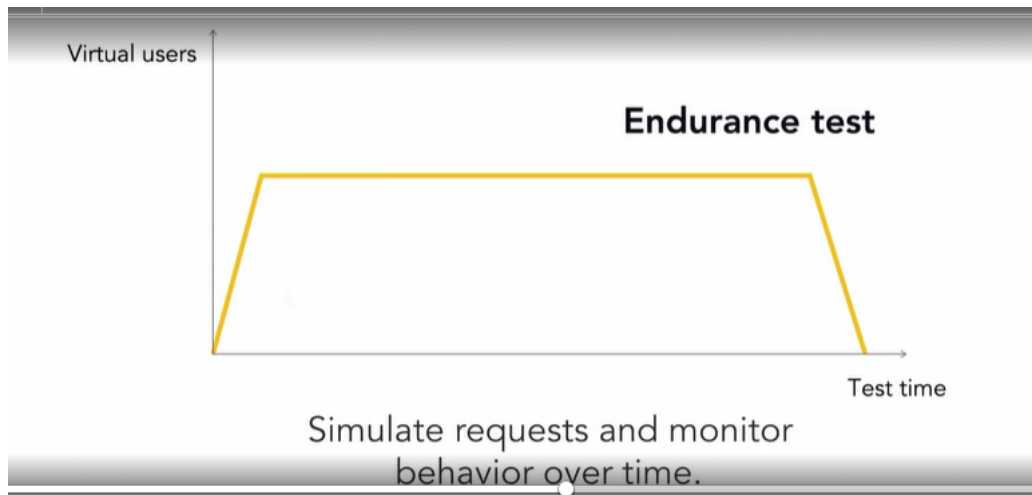 Virtual users
Endurance test
Test time
Simulate requests and monitor
behavior over time.